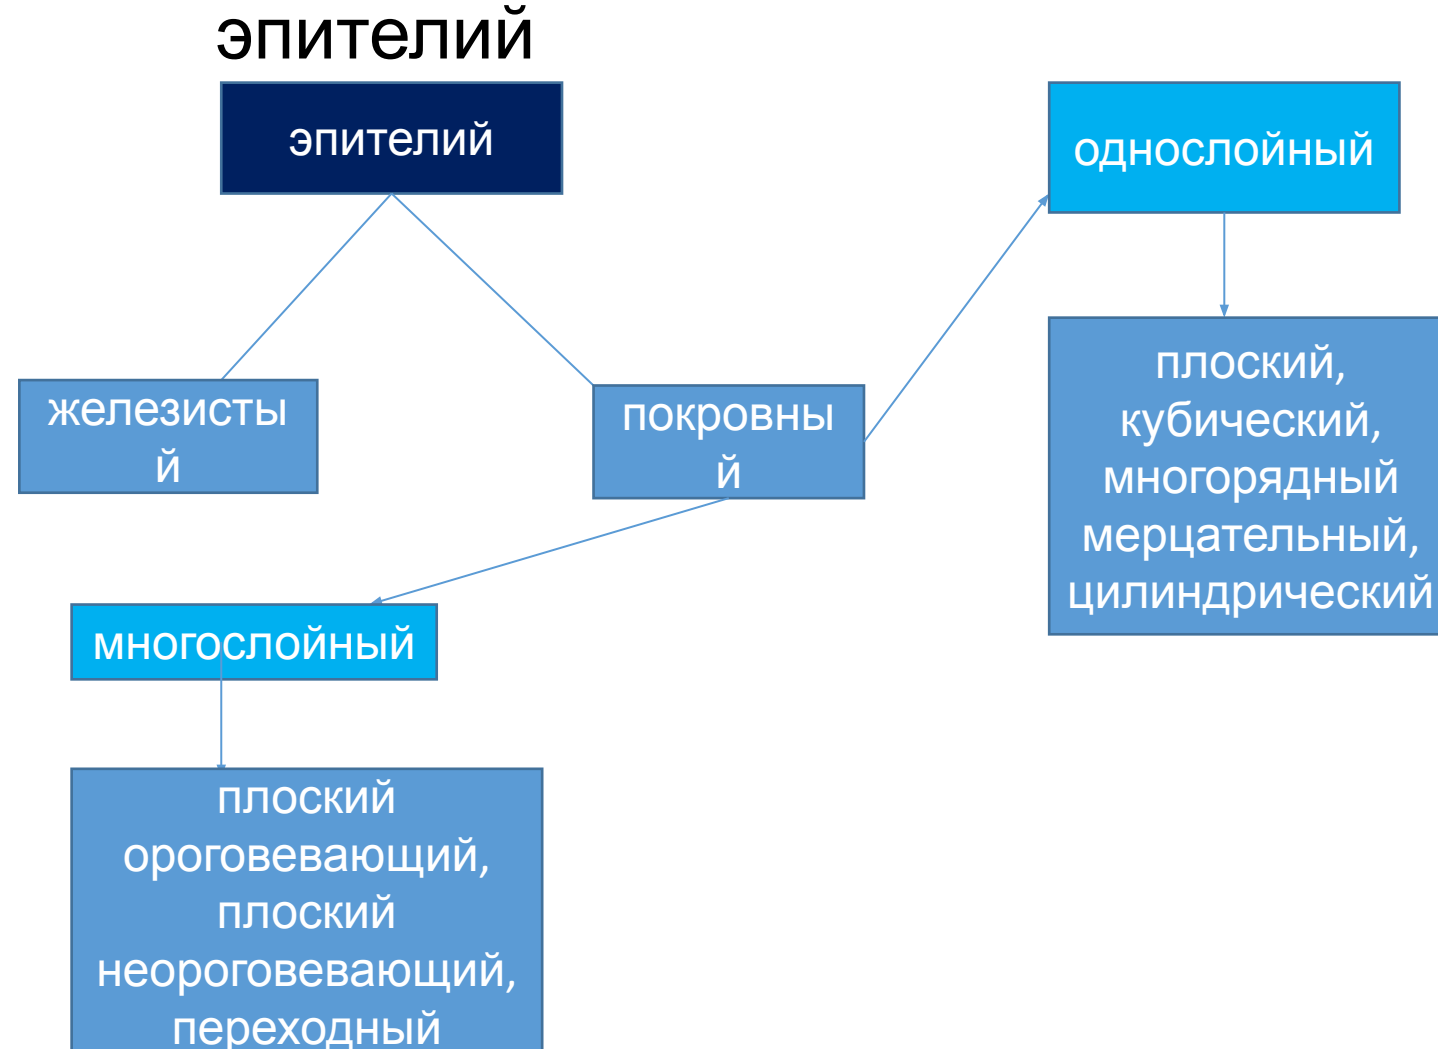 эпителий
эпителий
однослойный
железисты
й
покровны
й
плоский,
кубический,
многорядный
мерцательный,
цилиндрический
многослойный
плоский
ороговевающий,
плоский
неороговевающий,
переходный